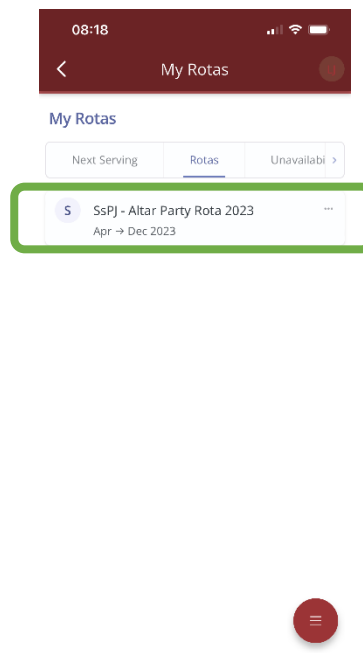 08:18
My Rotas
My Rotas
Next Serving Rotas Unavailabi
S SsPJ - Altar Party Rota 2023 ...
Apr → Dec 2023